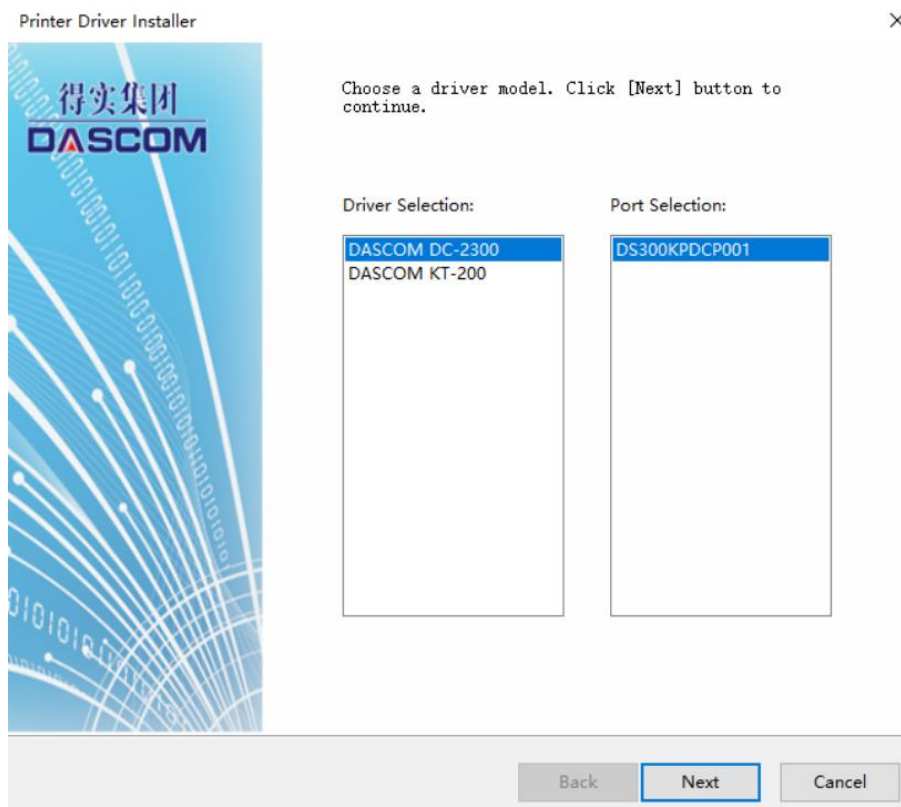 Printer Driver Installer
得实集团
DASCOM
Choose a driver model. Click [Next] button to
continue.
Driver Selection:
Port Selection:
DASCOM DC-2300
DASCOM KT-200
DS300KPDCP001
Back
Next
Cancel